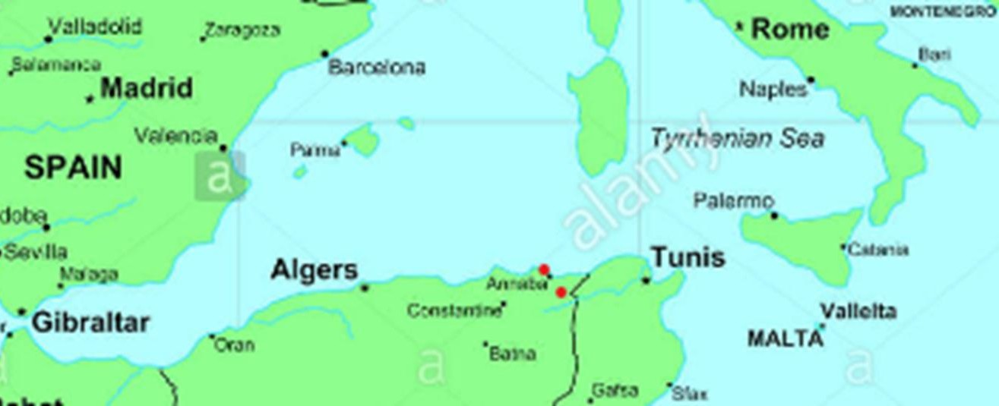 MONTENEGRO
Valladolid
Zaragoza
Rome
Bari
Salamanca
Barcelona
Madrid
Naples
Valencia
Palma
Tyrrhenian Sea
SPAIN
a
alamy
Palermo
doba
Sevilla
Catania
Malaga
Algers
Tunis
Annaba
Constantine
Vallelta
Gibraltar
MALTA
r.
Oran
Batna
a
a
a
Gafsa
Sfax